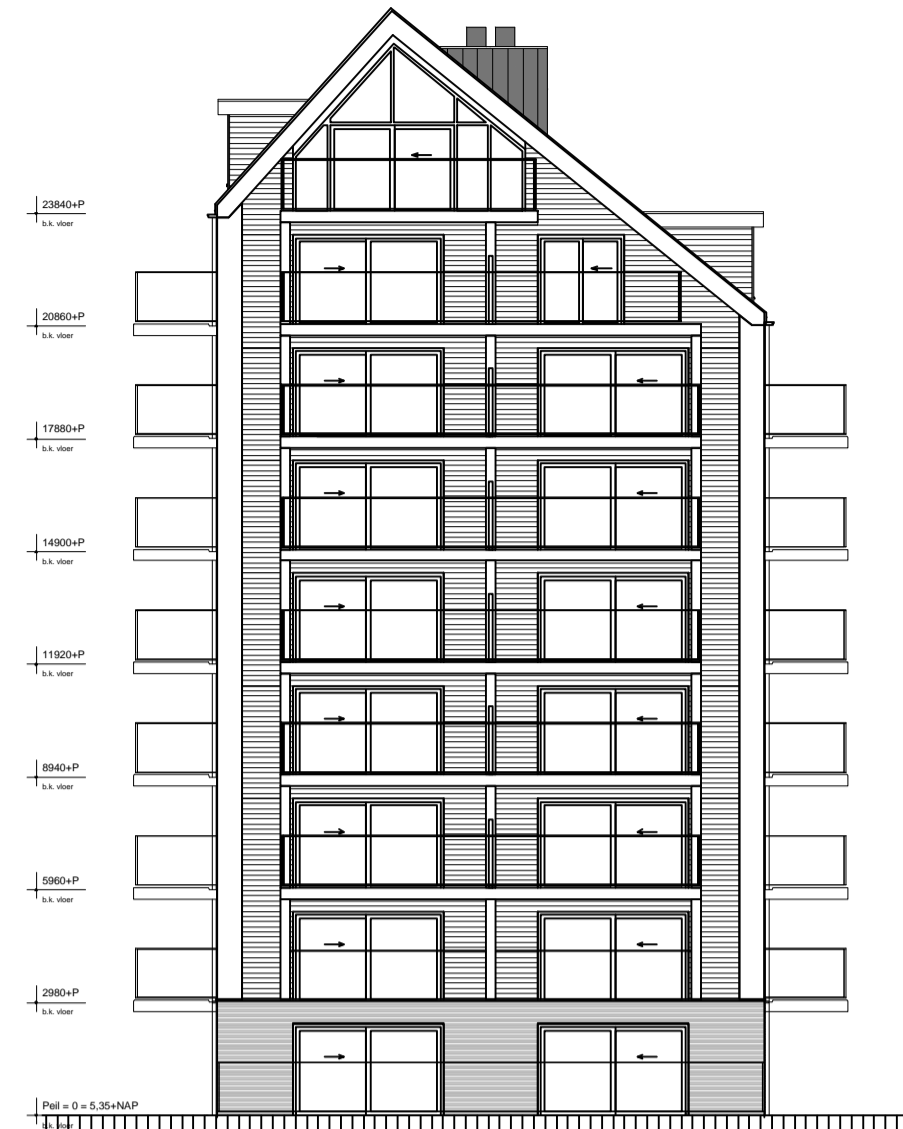 23840+P
b.k. vloer
20860+P
b.k. vloer
17880+P
b.k. vloer
14900+P
b.k. vloer
11920+P
b.k. vloer
8940+P
b.k. vloer
5960+P
b.k. vloer
2980+P
b.k. vloer
Peil = 0 = 5,35+NAP
b.k. vloer